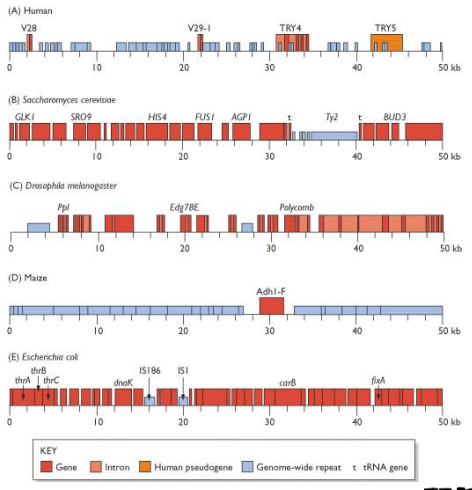 (A) Human
V28 V29-1 TRY4 TRY5
0 10 20 30 40 50 kb
(B) Saccharomyces cerevisiae
GLK1 SRO9 HIS4 FUS1 AGP1 t Ty2 t BUD3
0 10 20 30 40 50 kb
(C) Drosophila melanogaster
Ppl Edg7BE Polycomb
0 10 20 30 40 50 kb
(D) Maize
Adh1-F
0 10 20 30 40 50 kb
(E) Escherichia coli
thrB IS186 IS1
thrA thrC dnaK carB fixA
0 10 20 30 40 50 kb
KEY
Gene Intron Human pseudogene Genome-wide repeat t tRNA gene